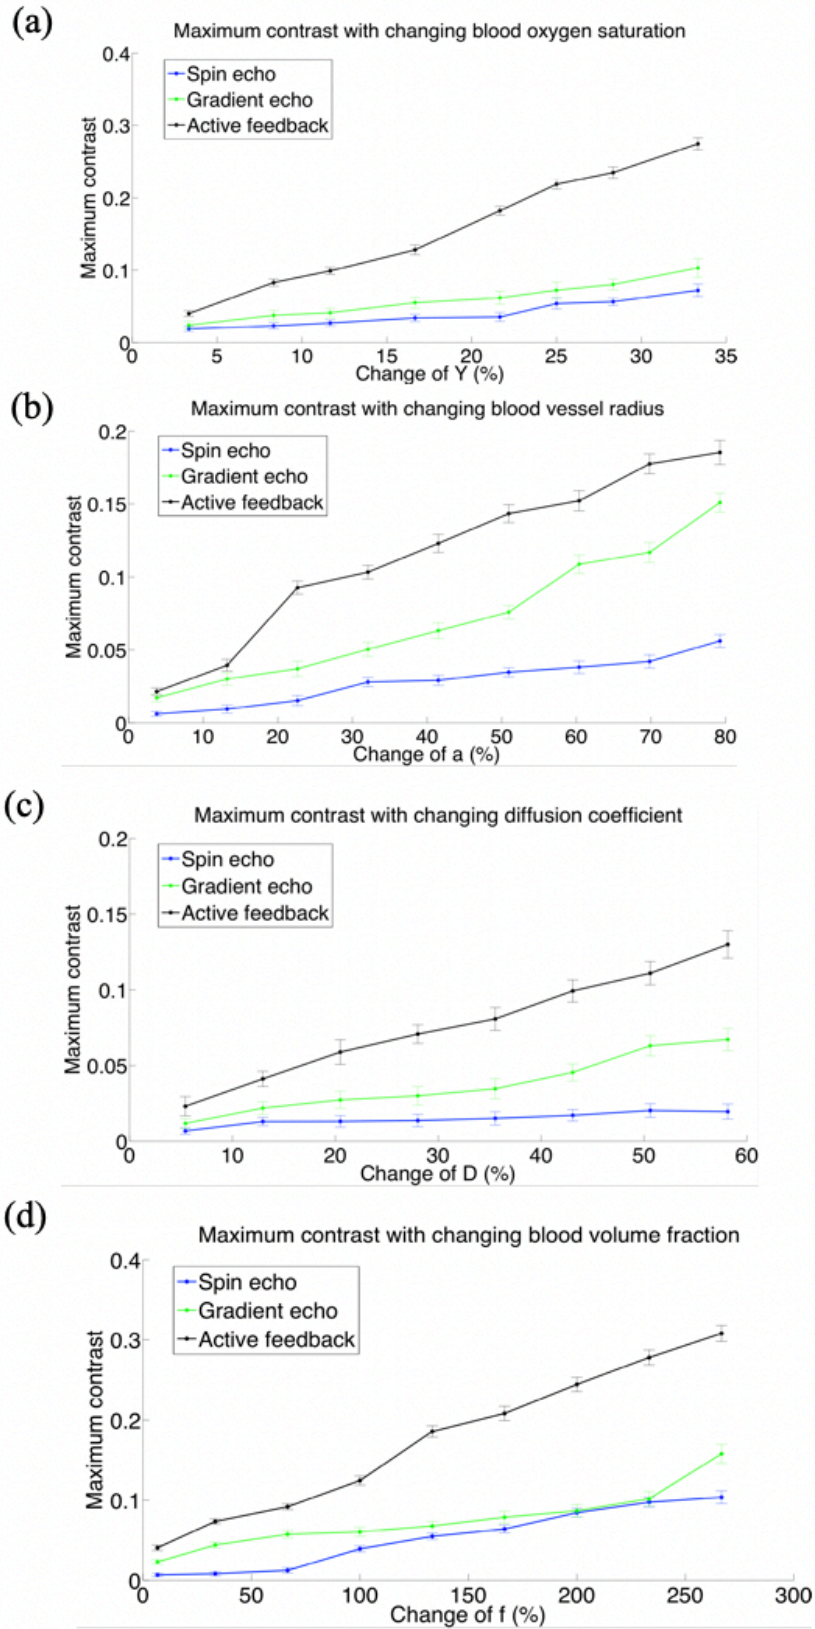 (a)
Maximum contrast with changing blood oxygen saturation
Maximum contrast
0.4
0.3
0.2
0.1
0
Spin echo
Gradient echo
Active feedback
0 5 10 15 20 25 30 35
Change of Y (%)
(b)
Maximum contrast with changing blood vessel radius
Maximum contrast
0.2
0.15
0.1
0.05
0
Spin echo
Gradient echo
Active feedback
0 10 20 30 40 50 60 70 80
Change of a (%)
(c)
Maximum contrast with changing diffusion coefficient
Maximum contrast
0.2
0.15
0.1
0.05
0
Spin echo
Gradient echo
Active feedback
0 10 20 30 40 50 60
Change of D (%)
(d)
Maximum contrast with changing blood volume fraction
Maximum contrast
0.4
0.3
0.2
0.1
0
Spin echo
Gradient echo
Active feedback
0 50 100 150 200 250 300
Change of f (%)